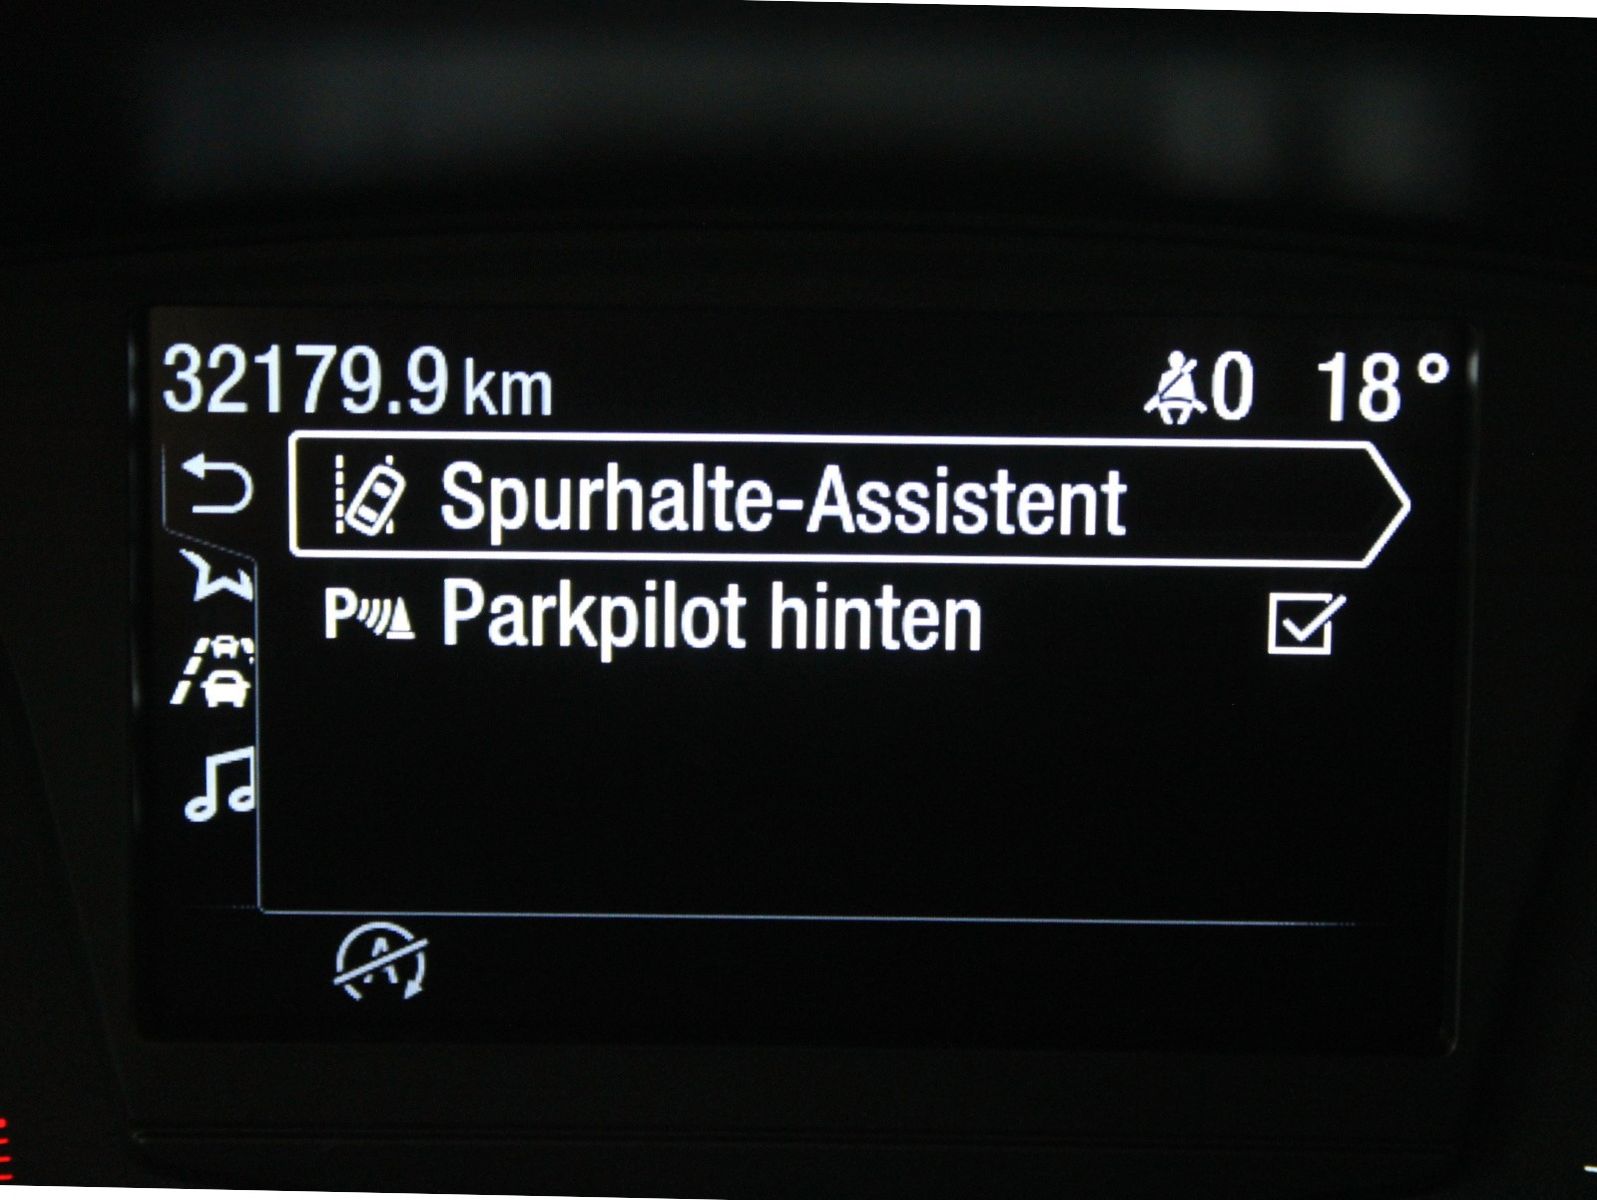 32179.9 km 0 18°
Spurhalte-Assistent
P Parkpilot hinten
A